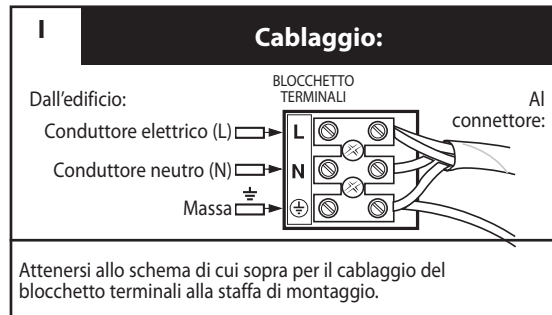 I
Cablaggio:
BLOCCHETTO
TERMINALI
Dall'edificio:
Al
connettore:
Conduttore elettrico (L)
L
Conduttore neutro (N)
N
Massa
Attenersi allo schema di cui sopra per il cablaggio del
blocchetto terminali alla staffa di montaggio.